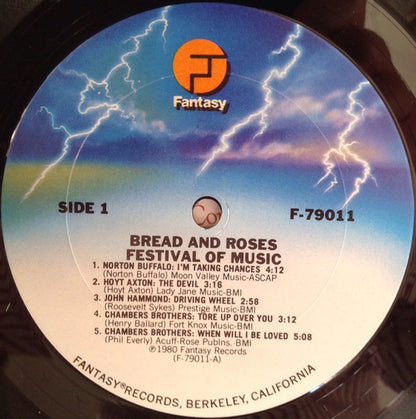 Fantasy
SIDE 1
F-79011
BREAD AND ROSES
FESTIVAL OF MUSIC
1. NORTON BUFFALO: I'M TAKING CHANCES 4:12
(Norton Buffalo) Moon Valley Music-ASCAP
2. HOYT AXTON: THE DEVIL 3:16
(Hoyt Axton) Lady Jane Music-BMI
3. JOHN HAMMOND: DRIVING WHEEL 2:58
(Roosevelt Sykes) Prestige Music-BMI
4. CHAMBERS BROTHERS: TORE UP OVER YOU 3:12
(Henry Ballard) Fort Knox Music-BMI
5. CHAMBERS BROTHERS: WHEN WILL I BE LOVED 5:08
(Phil Everly) Acuff-Rose Publns. BMI
℗1980 Fantasy Records
(F-79011-A)
FANTASY®RECORDS, BERKELEY, CALIFORNIA